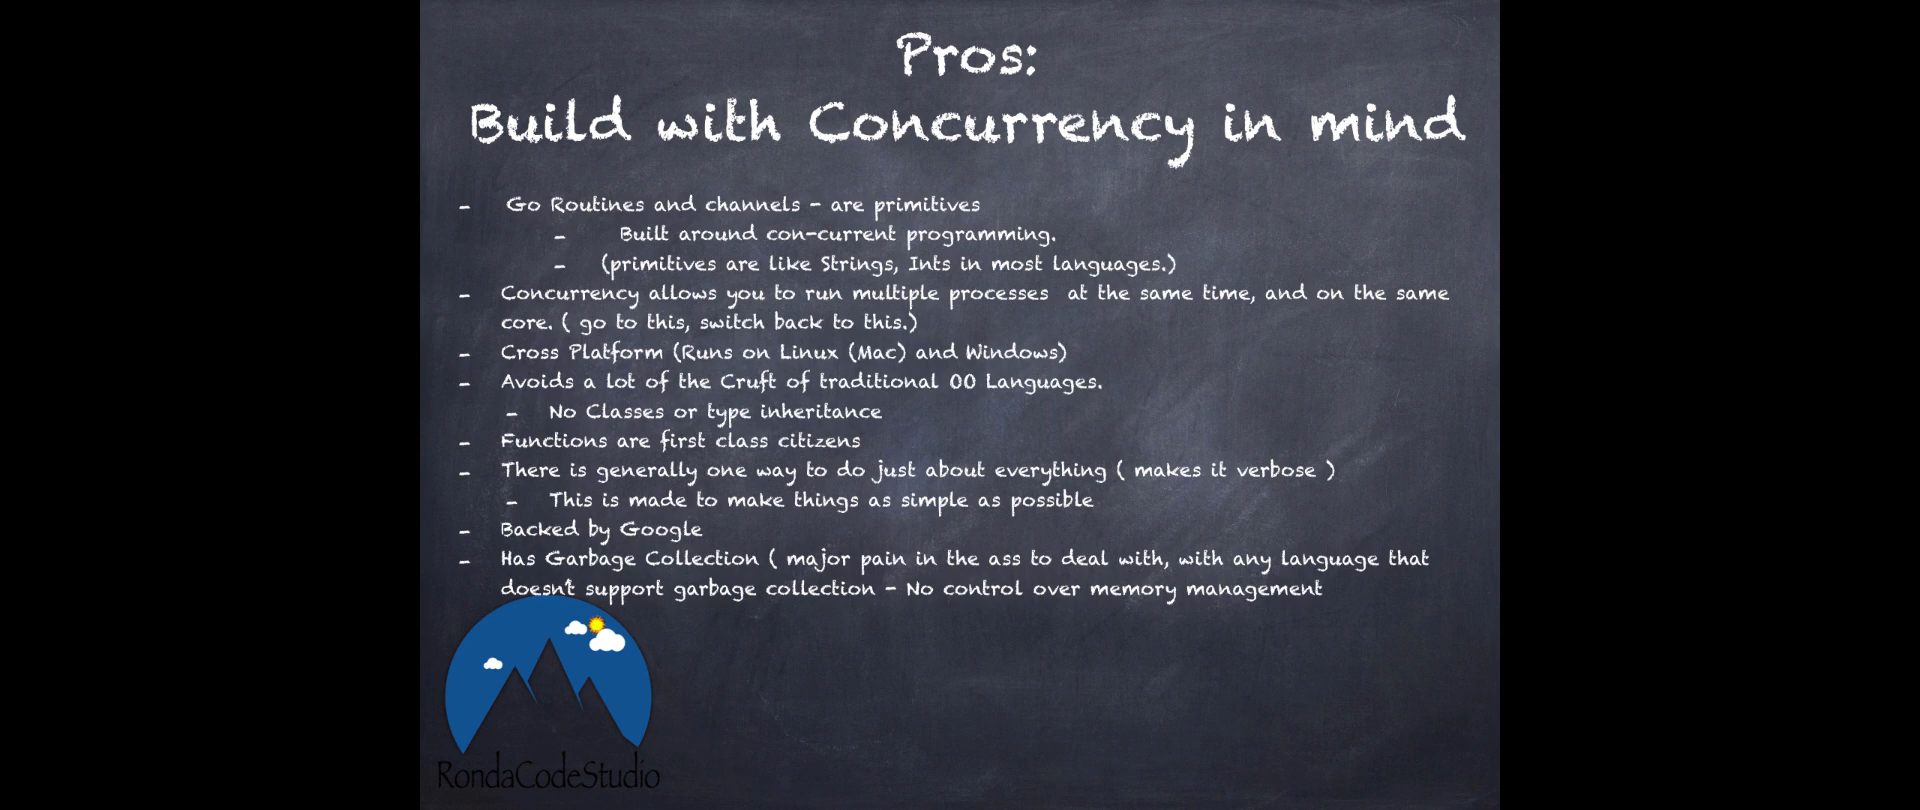 Pros:
Build with Concurrency in mind
- Go Routines and channels - are primitives
- Built around con-current programming.
- (primitives are like Strings, Ints in most languages.)
- Concurrency allows you to run multiple processes at the same time, and on the same
core. ( go to this, switch back to this.)
- Cross Platform (Runs on Linux (Mac) and Windows)
- Avoids a lot of the Cruft of traditional OO Languages.
- No Classes or type inheritance
- Functions are first class citizens
- There is generally one way to do just about everything ( makes it verbose )
- This is made to make things as simple as possible
- Backed by Google
- Has Garbage Collection ( major pain in the ass to deal with, with any language that
doesn't support garbage collection - No control over memory management
RondaCodeStudio